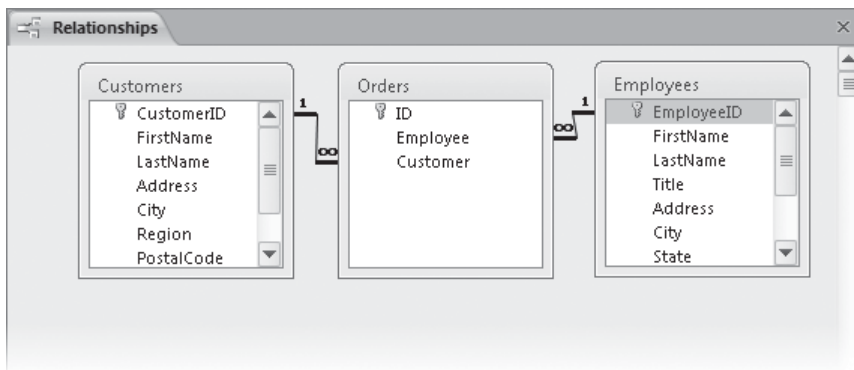 Relationships
Customers
CustomerID
FirstName
LastName
Address
City
Region
PostalCode
1
∞
Orders
ID
Employee
Customer
∞
1
Employees
EmployeeID
FirstName
LastName
Title
Address
City
State